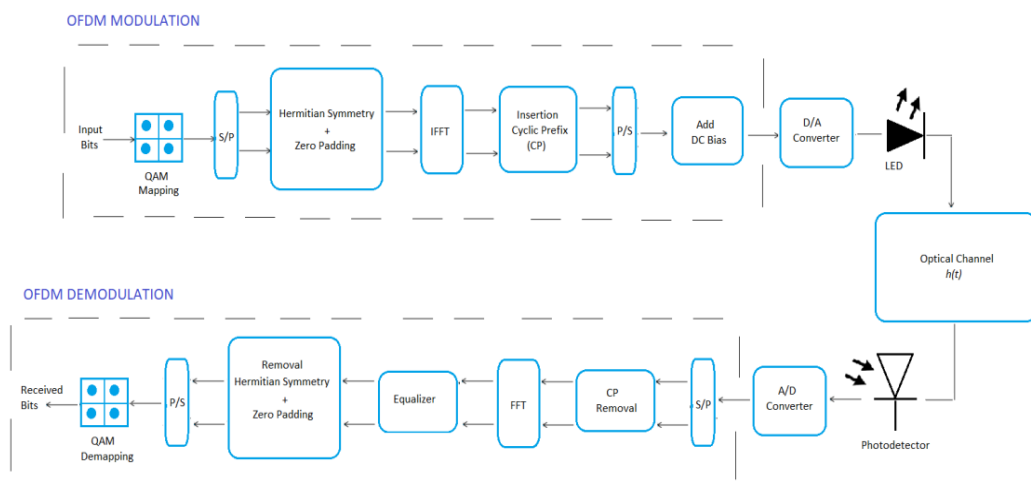 OFDM MODULATION
Input
Bits
QAM
Mapping
S/P
Hermitian Symmetry
+
Zero Padding
IFFT
Insertion
Cyclic Prefix
(CP)
P/S
Add
DC Bias
D/A
Converter
LED
Optical Channel
h(t)
OFDM DEMODULATION
Received
Bits
QAM
Demapping
P/S
Removal
Hermitian Symmetry
+
Zero Padding
Equalizer
FFT
CP
Removal
S/P
A/D
Converter
Photodetector